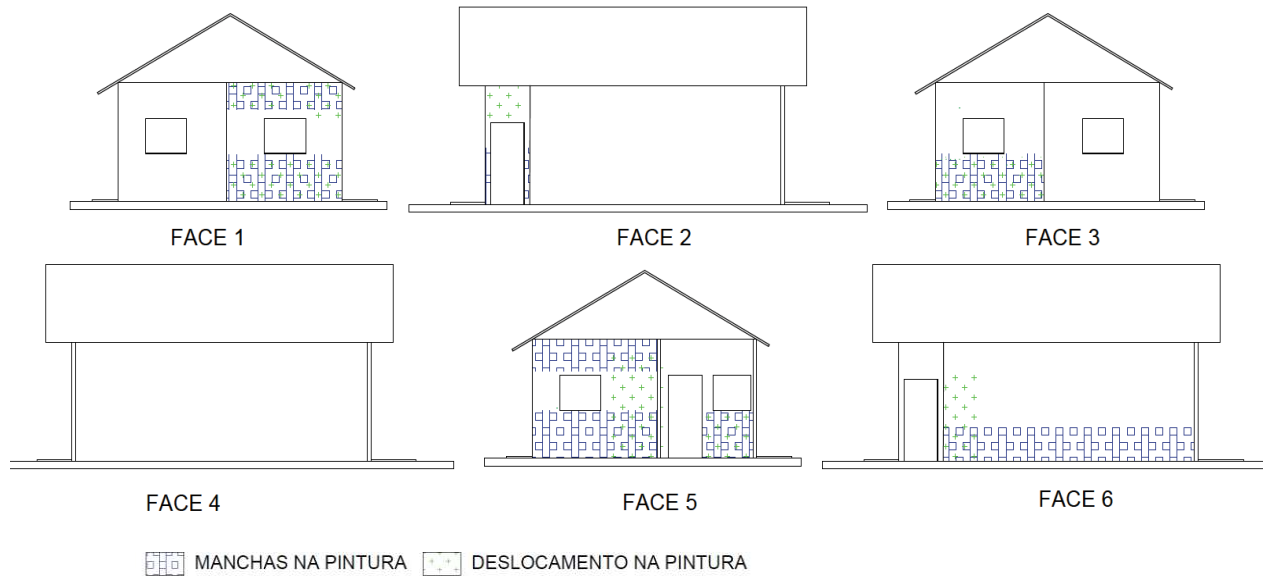 FACE 1
FACE 2
FACE 3
FACE 4
FACE 5
FACE 6
MANCHAS NA PINTURA
DESLOCAMENTO NA PINTURA